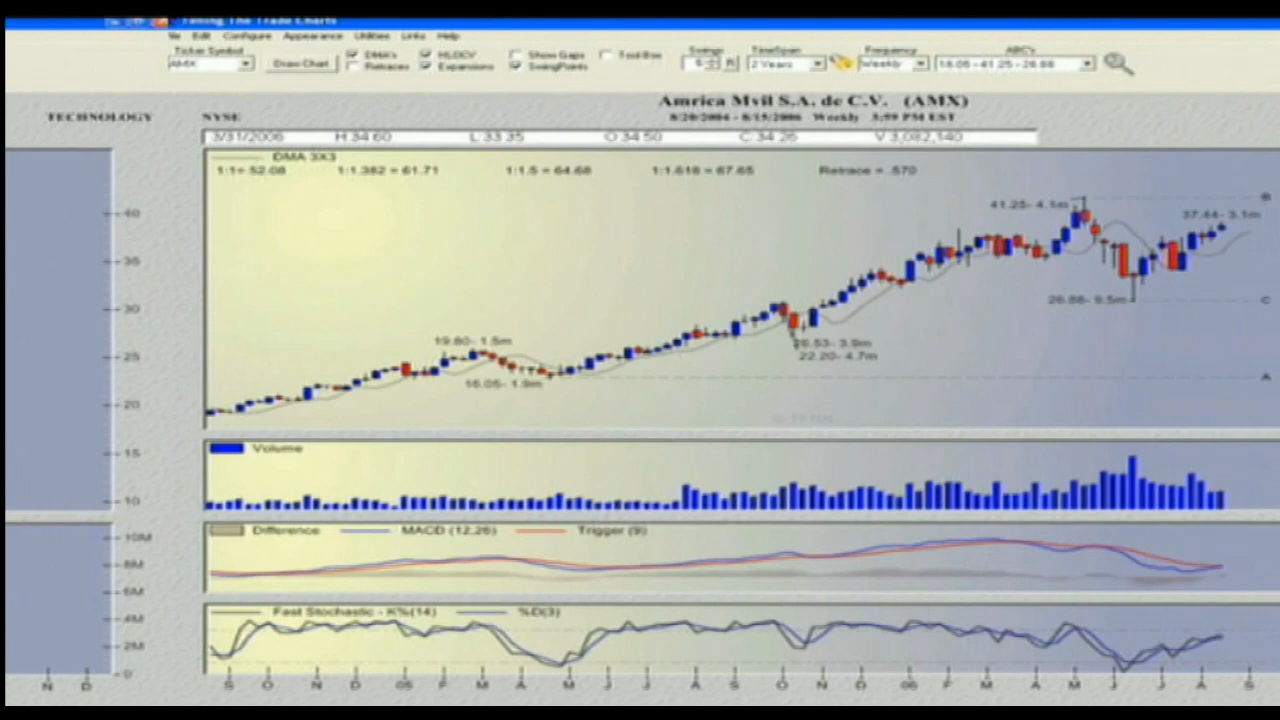 Timing The Trade Charts
Edit Configure Appearance Utilities Links Help
Ticker Symbol
AMX
Draw Chart
DMA's
Retraces
HLOCV
Expansions
Show Gaps
SwingPoints
Tool Box
Swings
6
TimeSpan
2 Years
Frequency
Weekly
ABC's
16.05 - 41.25 - 26.88
Amrica Mvil S.A. de C.V. (AMX)
TECHNOLOGY
NYSE
8/20/2004 - 8/15/2006 Weekly 3:59 PM EST
3/31/2006 H 34.60 L 33.35 O 34.50 C 34.26 V 3,082,140
DMA 3X3
1:1= 52.08 1:1.382 = 61.71 1:1.5 = 64.68 1:1.618 = 67.65 Retrace = .570
41.25- 4.1m
B
60
37.44- 3.1m
35
26.88- 9.5m
C
30
19.80- 1.5m
26.53- 3.9m
22.20- 4.7m
25
16.05- 1.9m
A
20
Volume
15
10
Difference MACD (12,26) Trigger (9)
10M
8M
6M
Fast Stochastic - K%(14) %D(3)
4M
2M
0
N D S O N D 05 F M A M J J A S O N D 06 F M A M J J A S